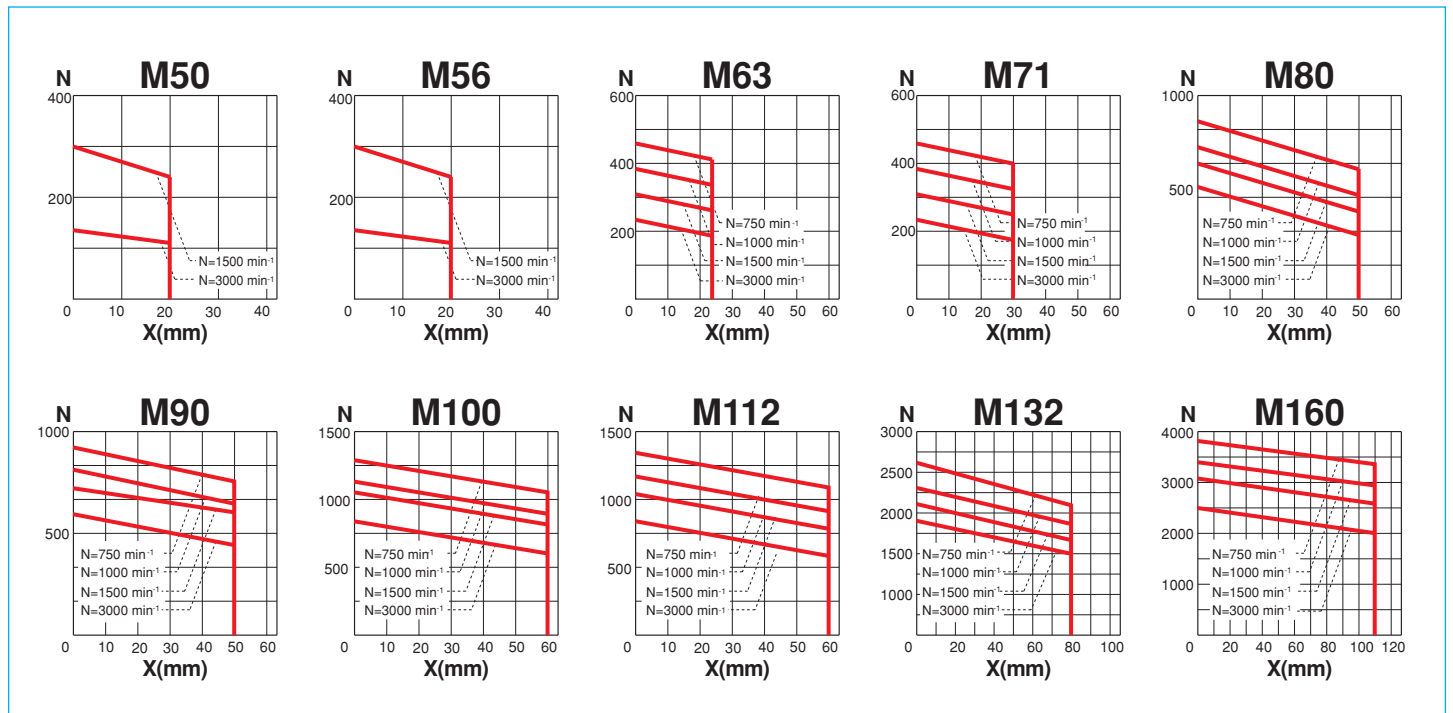 N M50
400
200
N=1500 min-1
N=3000 min-1
0 10 20 30 40
X(mm)
N M56
400
200
N=1500 min-1
N=3000 min-1
0 10 20 30 40
X(mm)
N M63
600
400
200
N=750 min-1
N=1000 min-1
N=1500 min-1
N=3000 min-1
0 10 20 30 40 50 60
X(mm)
N M71
600
400
200
N=750 min-1
N=1000 min-1
N=1500 min-1
N=3000 min-1
0 10 20 30 40 50 60
X(mm)
N M80
1000
500
N=750 min-1
N=1000 min-1
N=1500 min-1
N=3000 min-1
0 10 20 30 40 50 60
X(mm)
N M90
1000
500
N=750 min-1
N=1000 min-1
N=1500 min-1
N=3000 min-1
0 10 20 30 40 50 60
X(mm)
N M100
1500
1000
500
N=750 min1
N=1000 min-1
N=1500 min-1
N=3000 min-1
0 10 20 30 40 50 60
X(mm)
N M112
1500
1000
500
N=750 min-1
N=1000 min-1
N=1500 min-1
N=3000 min-1
0 10 20 30 40 50 60
X(mm)
N M132
3000
2500
2000
1500
1000
N=750 min-1
N=1000 min-1
N=1500 min-1
N=3000 min-1
0 20 40 60 80 100
X(mm)
N M160
4000
3000
2000
1000
N=750 min-1
N=1000 min-1
N=1500 min-1
N=3000 min-1
0 20 40 60 80 100 120
X(mm)